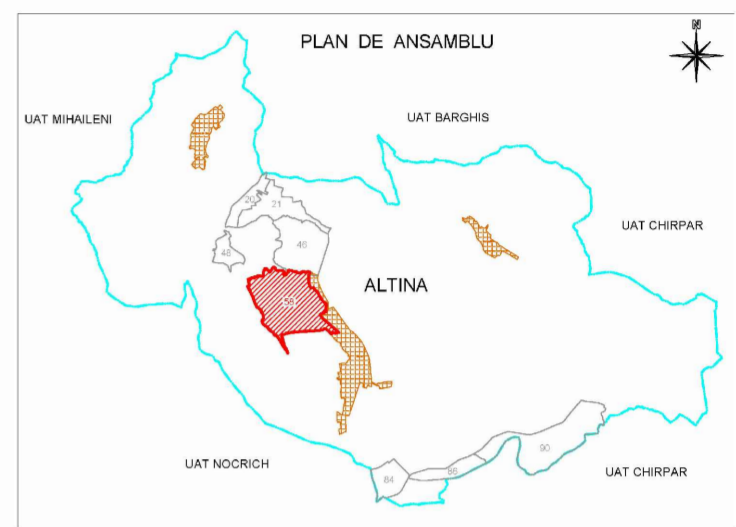 N
PLAN DE ANSAMBLU
UAT MIHAILENI
UAT BARGHIS
20
21
UAT CHIRPAR
48
46
ALTINA
UAT NOCRICH
90
86
84
UAT CHIRPAR